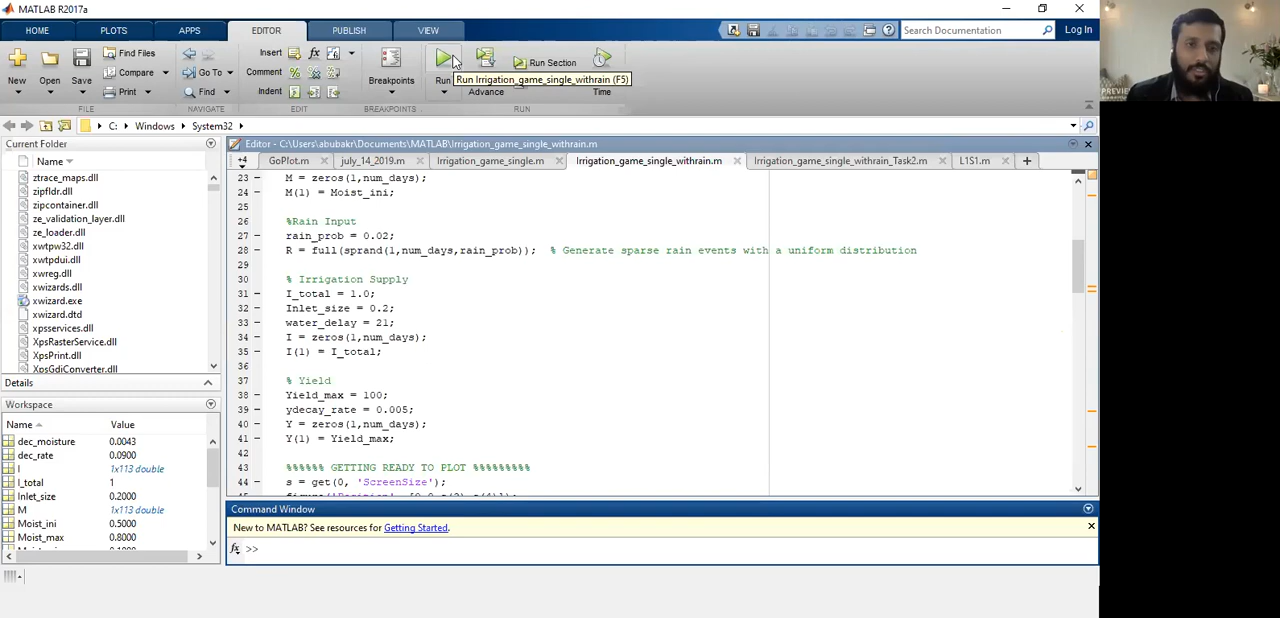 MATLAB R2017a
HOME PLOTS APPS EDITOR PUBLISH VIEW
Search Documentation
Log In
New Open Save
Find Files
Compare
Print
FILE
Go To
Find
NAVIGATE
Insert
Comment
Indent
EDIT
Breakpoints
BREAKPOINT
Run
Run Section
Advance
Time
RUN
Run Irrigation_game_single_withrain (F5)
C: Windows System32
Current Folder
Name
ztrace_maps.dll
zipfldr.dll
zipcontainer.dll
ze_validation_layer.dll
ze_loader.dll
xwtpw32.dll
xwtpdui.dll
xwreg.dll
xwizards.dll
xwizard.exe
xwizard.dtd
xpsservices.dll
XpsRasterService.dll
XpsPrint.dll
XpsGdiConverter.dll
Details
Workspace
Name Value
dec_moisture 0.0043
dec_rate 0.0900
I 1x113 double
I_total 1
Inlet_size 0.2000
M 1x113 double
Moist_ini 0.5000
Moist_max 0.8000
Editor - C:\Users\abubakr\Documents\MATLAB\Irrigation_game_single_withrain.m
+4 GoPlot.m july_14_2019.m Irrigation_game_single.m Irrigation_game_single_withrain.m Irrigation_game_single_withrain_Task2.m L1S1.m
23 – M = zeros(1,num_days);
24 – M(1) = Moist_ini;
25
26 %Rain Input
27 – rain_prob = 0.02;
28 – R = full(sprand(1,num_days,rain_prob)); % Generate sparse rain events with a uniform distribution
29
30 % Irrigation Supply
31 – I_total = 1.0;
32 – Inlet_size = 0.2;
33 – water_delay = 21;
34 – I = zeros(1,num_days);
35 – I(1) = I_total;
36
37 % Yield
38 – Yield_max = 100;
39 – ydecay_rate = 0.005;
40 – Y = zeros(1,num_days);
41 – Y(1) = Yield_max;
42
43 %%%%%% GETTING READY TO PLOT %%%%%%%%%
44 – s = get(0, 'ScreenSize');
Command Window
New to MATLAB? See resources for Getting Started.
fx >>